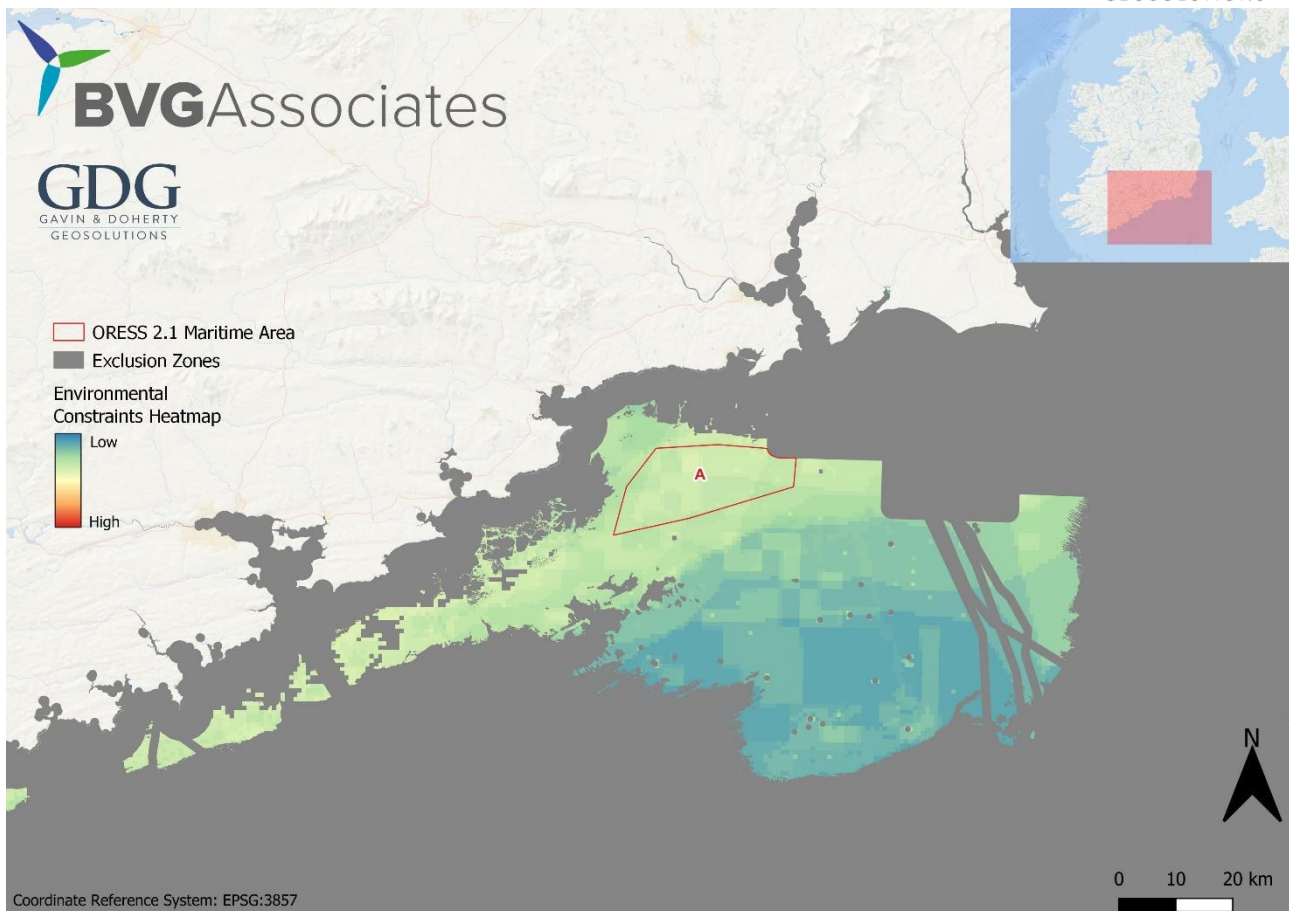 BVGAssociates
GDG
GAVIN & DOHERTY
GEOSOLUTIONS
ORESS 2.1 Maritime Area
Exclusion Zones
Environmental
Constraints Heatmap
Low
High
A
N
0 10 20 km
Coordinate Reference System: EPSG:3857